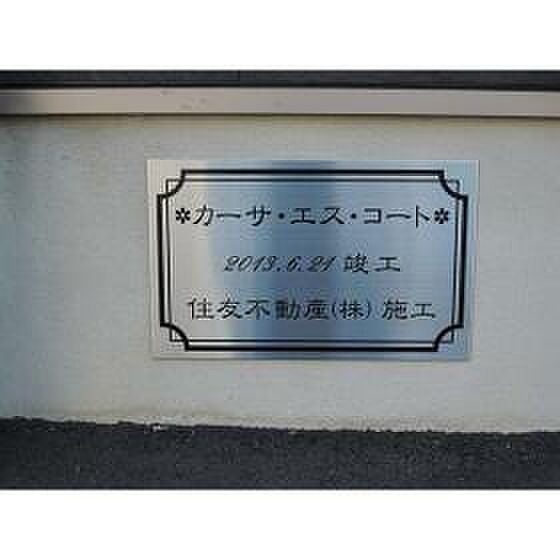 ✲カーサ・エス・コート✲
2013.6.21 竣工
住友不動産(株) 施工